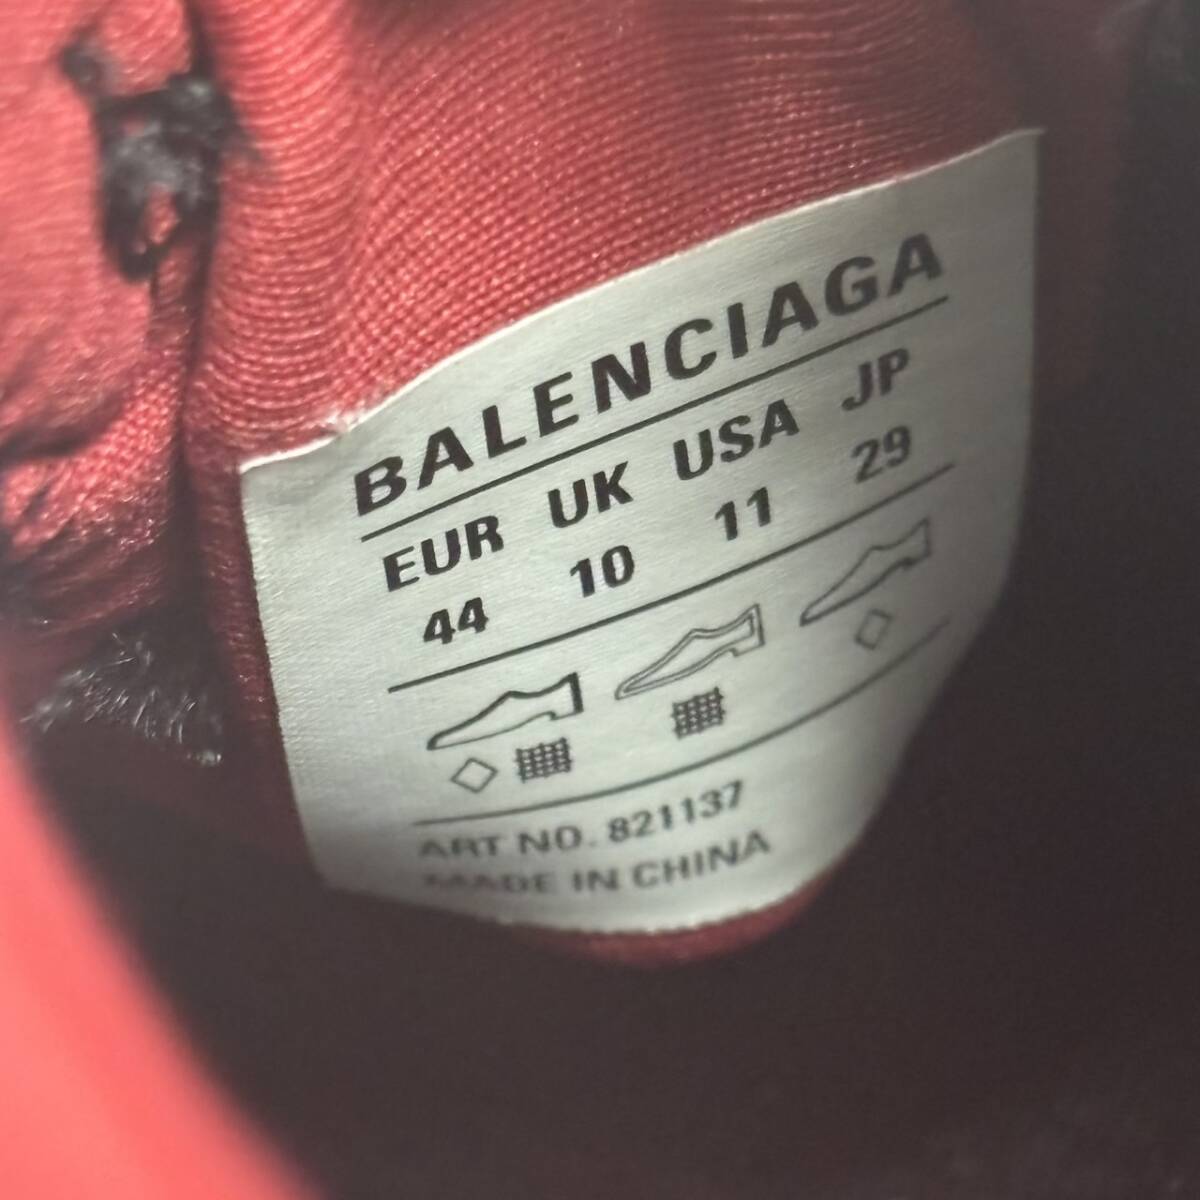 BALENCIAGA
EUR UK USA JP
44 10 11 29
ART NO. 821137
MADE IN CHINA